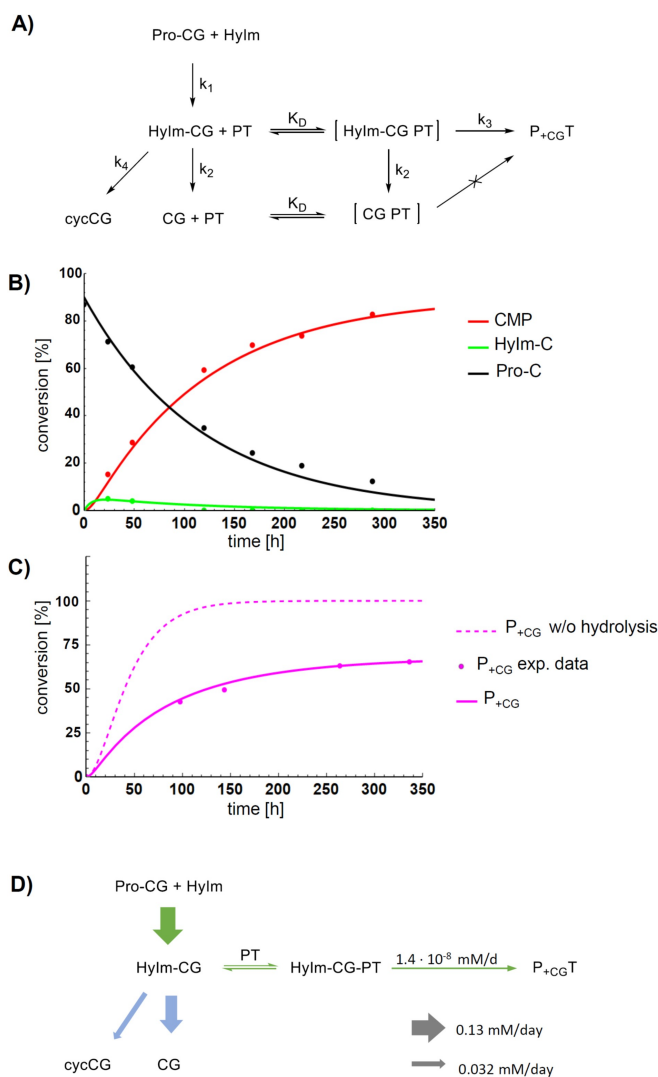 A)
Pro-CG + HyIm
k₁
HyIm-CG + PT K_D [ HyIm-CG PT ] k₃ P₊CGT
k₄ k₂ k₂
cycCG CG + PT K_D [ CG PT ]
B)
conversion [%]
100
80
60
40
20
0
0 50 100 150 200 250 300 350
time [h]
CMP
HyIm-C
Pro-C
C)
conversion [%]
100
75
50
25
0
0 50 100 150 200 250 300 350
time [h]
P₊CG w/o hydrolysis
P₊CG exp. data
P₊CG
D)
Pro-CG + HyIm
HyIm-CG PT HyIm-CG-PT 1.4 · 10⁻⁸ mM/d P₊CGT
cycCG CG
0.13 mM/day
0.032 mM/day